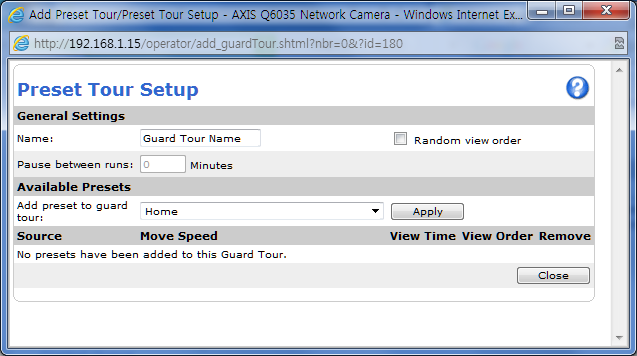 Add Preset Tour/Preset Tour Setup - AXIS Q6035 Network Camera - Windows Internet Ex...
http://192.168.1.15/operator/add_guardTour.shtml?nbr=0&?id=180
Preset Tour Setup
?
General Settings
Name: Guard Tour Name Random view order
Pause between runs: 0 Minutes
Available Presets
Add preset to guard
tour: Home Apply
Source Move Speed View Time View Order Remove
No presets have been added to this Guard Tour.
Close